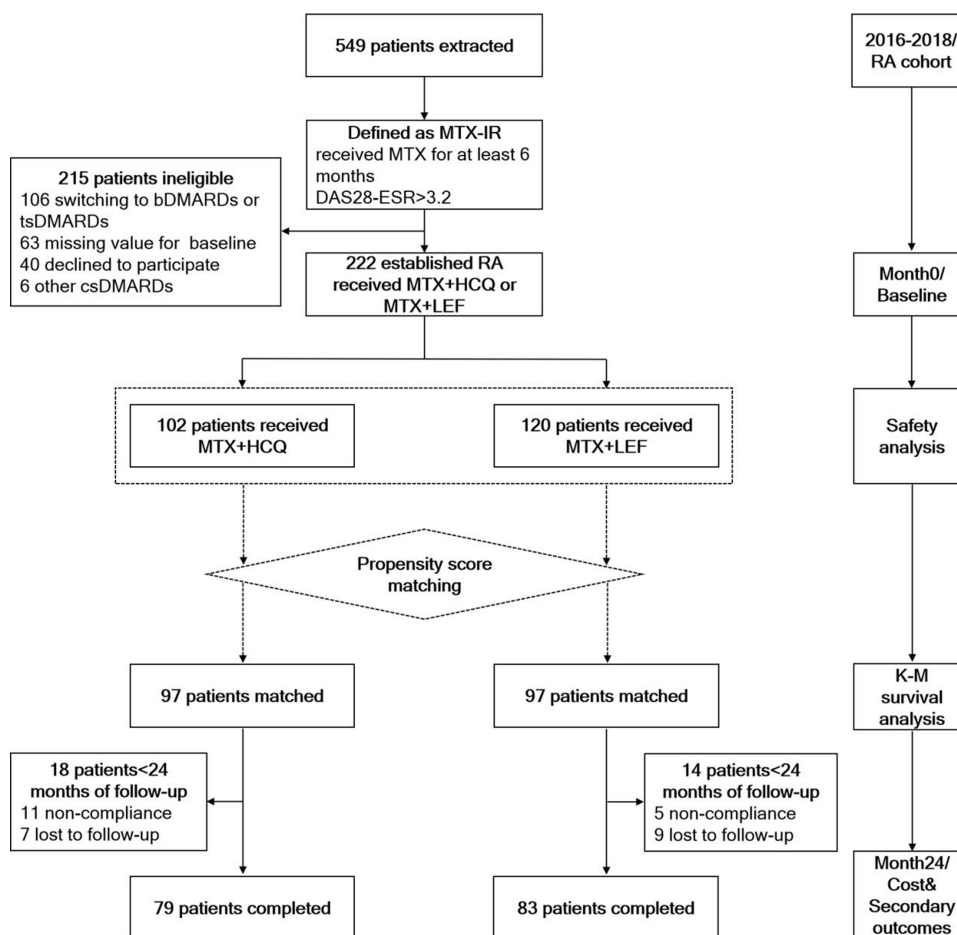 549 patients extracted
2016-2018/
RA cohort
Defined as MTX-IR
received MTX for at least 6
months
DAS28-ESR>3.2
215 patients ineligible
106 switching to bDMARDs or
tsDMARDs
63 missing value for baseline
40 declined to participate
6 other csDMARDs
222 established RA
received MTX+HCQ or
MTX+LEF
Month0/
Baseline
102 patients received
MTX+HCQ
120 patients received
MTX+LEF
Safety
analysis
Propensity score
matching
97 patients matched
97 patients matched
K-M
survival
analysis
18 patients<24
months of follow-up
11 non-compliance
7 lost to follow-up
14 patients<24
months of follow-up
5 non-compliance
9 lost to follow-up
79 patients completed
83 patients completed
Month24/
Cost&
Secondary
outcomes